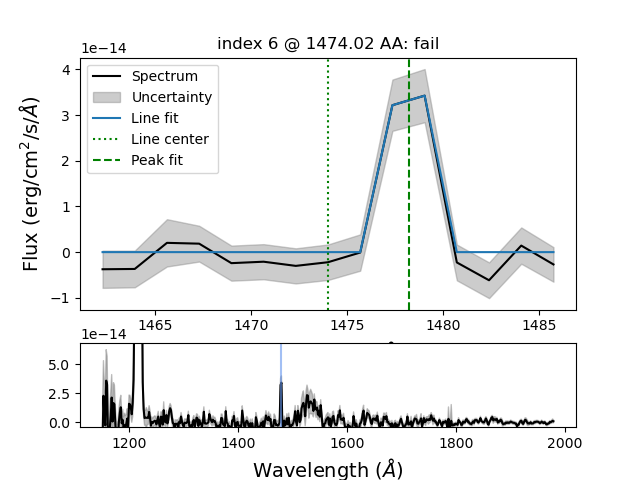 index 6 @ 1474.02 AA: fail
1e−14
Flux (erg/cm²/s/Å)
4
3
2
1
0
−1
Spectrum
Uncertainty
Line fit
Line center
Peak fit
1465
1470
1475
1480
1485
1e−14
5.0
2.5
0.0
1200
1400
1600
1800
2000
Wavelength (Å)